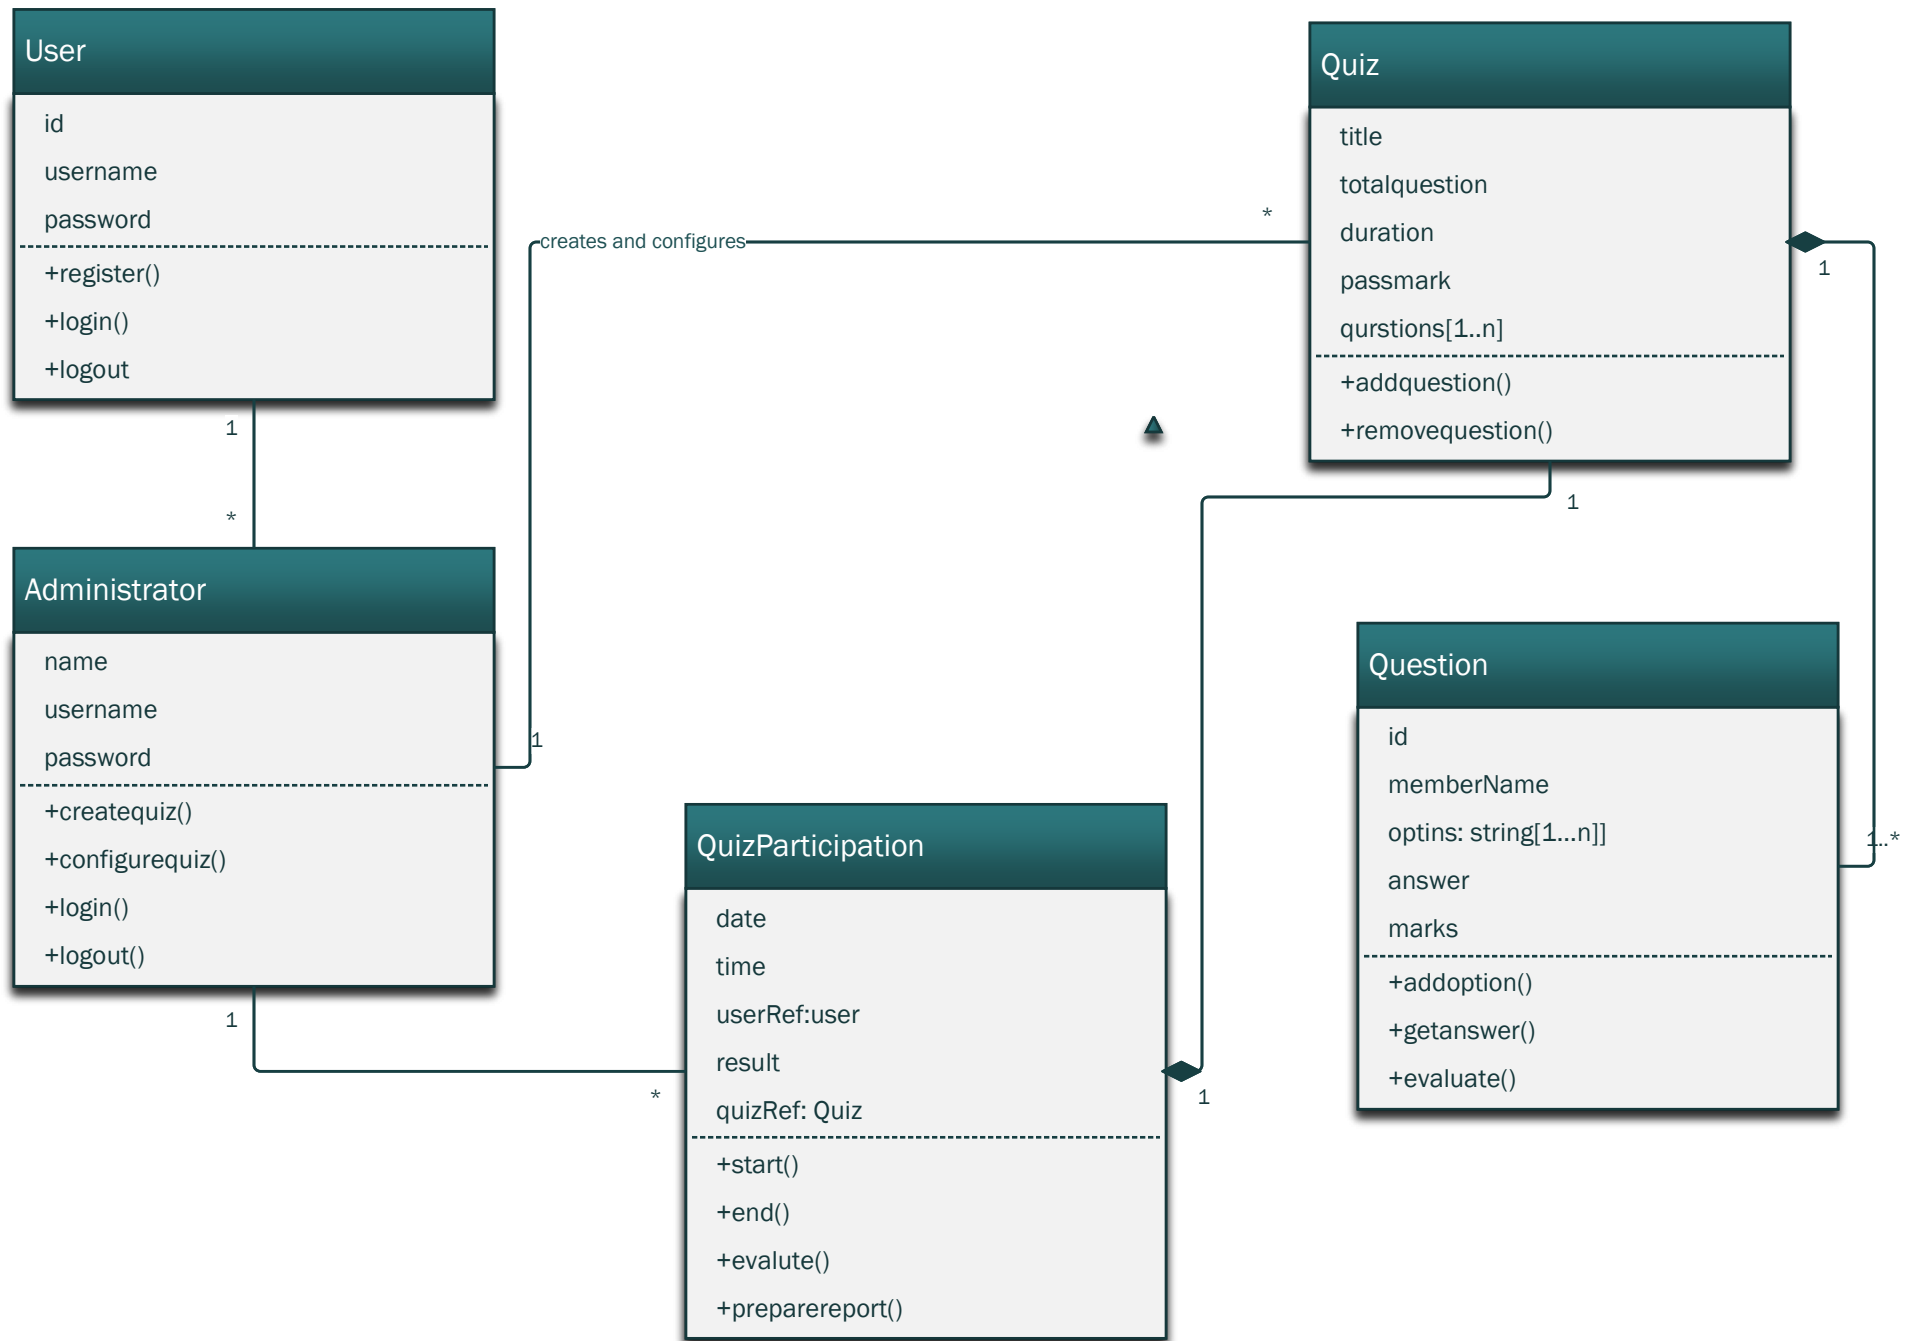 User
id
username
password
+register()
+login()
+logout
1
*
Administrator
name
username
password
+createquiz()
+configurequiz()
+login()
+logout()
1
*
1
creates and configures
*
Quiz
title
totalquestion
duration
passmark
qurstions[1..n]
+addquestion()
+removequestion()
1
1
1..*
Question
id
memberName
optins: string[1...n]]
answer
marks
+addoption()
+getanswer()
+evaluate()
QuizParticipation
date
time
userRef:user
result
quizRef: Quiz
+start()
+end()
+evalute()
+preparereport()
1